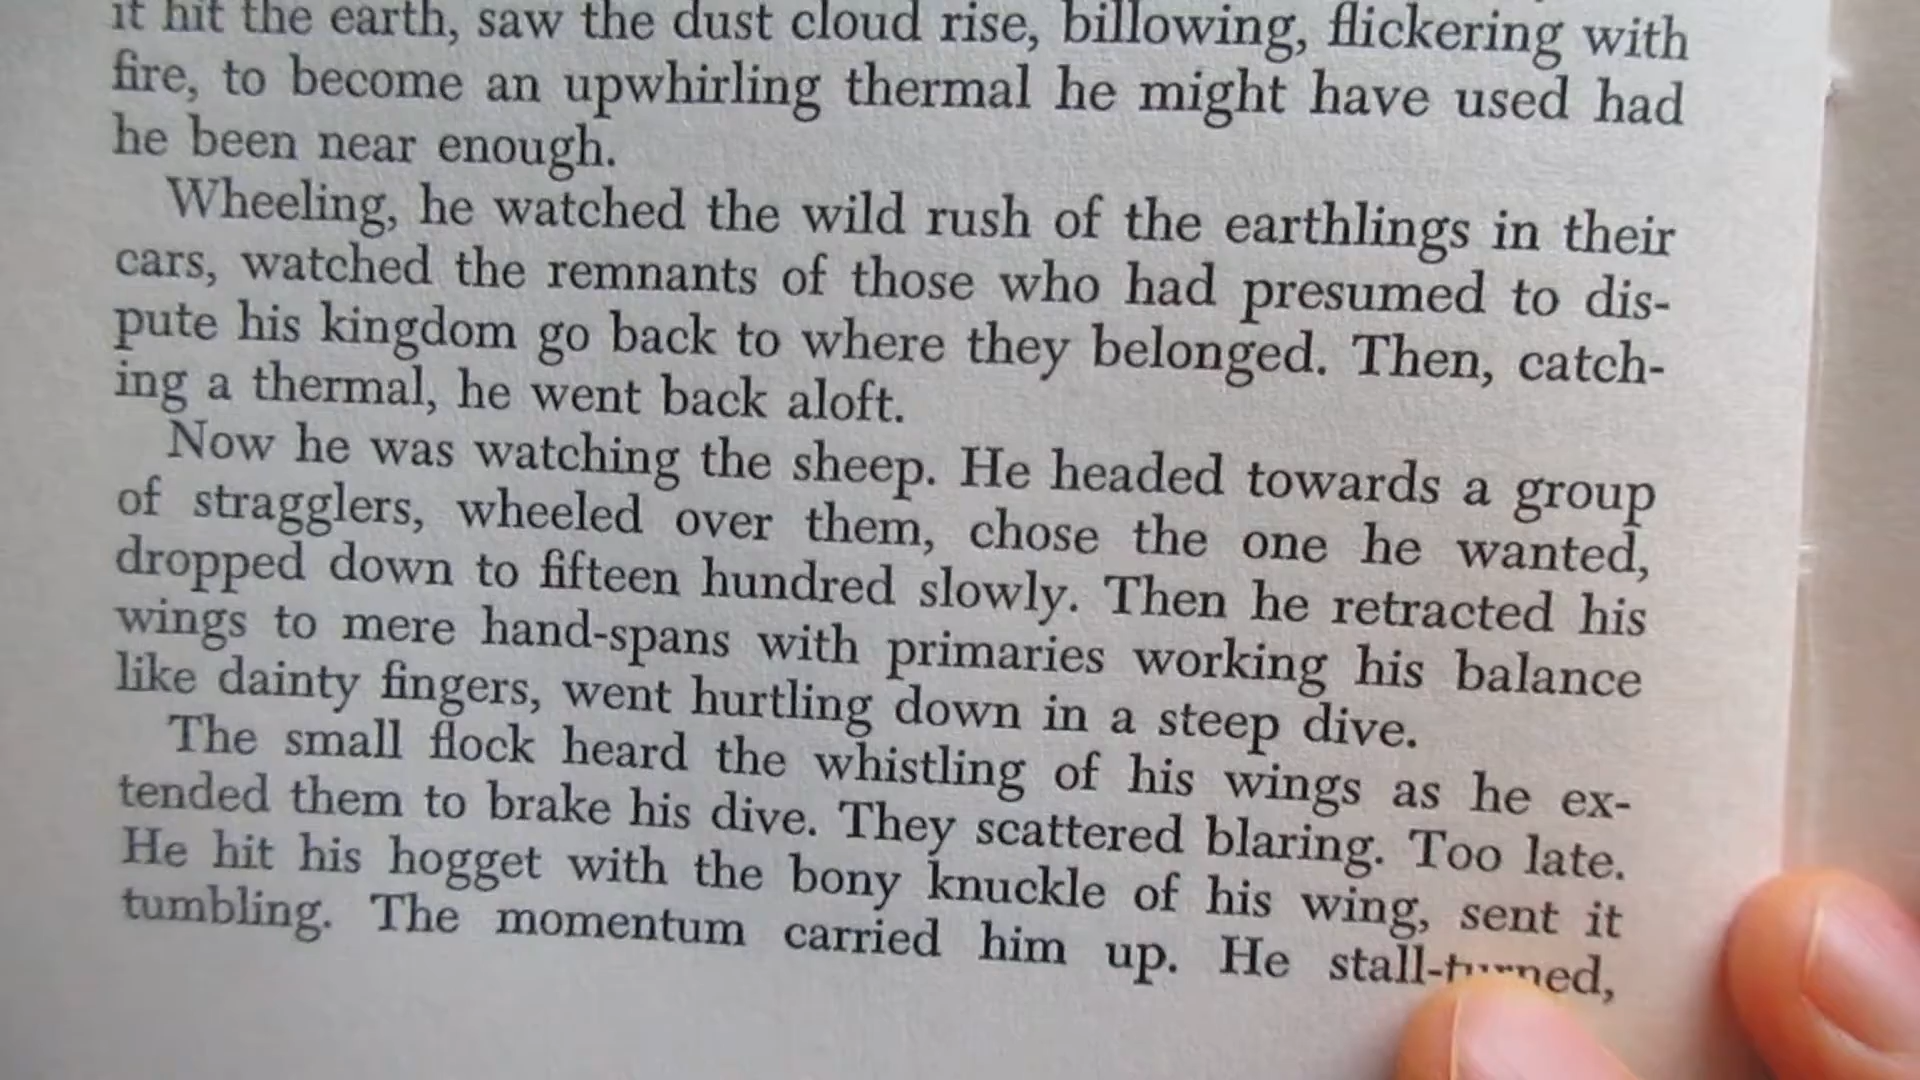 it hit the earth, saw the dust cloud rise, billowing, flickering with
fire, to become an upwhirling thermal he might have used had
he been near enough.
Wheeling, he watched the wild rush of the earthlings in their
cars, watched the remnants of those who had presumed to dis-
pute his kingdom go back to where they belonged. Then, catch-
ing a thermal, he went back aloft.
Now he was watching the sheep. He headed towards a group
of stragglers, wheeled over them, chose the one he wanted,
dropped down to fifteen hundred slowly. Then he retracted his
wings to mere hand-spans with primaries working his balance
like dainty fingers, went hurtling down in a steep dive.
The small flock heard the whistling of his wings as he ex-
tended them to brake his dive. They scattered blaring. Too late.
He hit his hogget with the bony knuckle of his wing, sent it
tumbling. The momentum carried him up. He stall-turned,